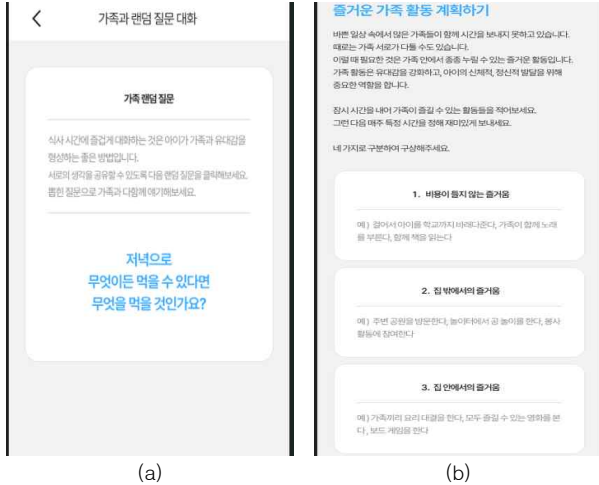 가족과 랜덤 질문 대화
가족 랜덤 질문
식사 시간에 즐겁게 대화하는 것은 아이가 가족과 유대감을
형성하는 좋은 방법입니다.
서로의 생각을 공유할 수 있도록 다음 랜덤 질문을 클릭해보세요.
뽑힌 질문으로 가족과 다함께 얘기해보세요.
저녁으로
무엇이든 먹을 수 있다면
무엇을 먹을 것인가요?
(a)
즐거운 가족 활동 계획하기
바쁜 일상 속에서 많은 가족들이 함께 시간을 보내지 못하고 있습니다.
때로는 가족 서로가 다툴 수도 있습니다.
이럴 때 필요한 것은 가족 안에서 종종 누릴 수 있는 즐거운 활동입니다.
가족 활동은 유대감을 강화하고, 아이의 신체적, 정신적 발달을 위해
중요한 역할을 합니다.
잠시 시간을 내어 가족이 즐길 수 있는 활동들을 적어보세요.
그런 다음 매주 특정 시간을 정해 재미있게 보내세요.
네 가지로 구분하여 구상해주세요.
1. 비용이 들지 않는 즐거움
예) 걸어서 아이를 학교까지 바래다준다, 가족이 함께 노래
를 부른다, 함께 책을 읽는다
2. 집 밖에서의 즐거움
예) 주변 공원을 방문한다, 놀이터에서 공 놀이를 한다, 봉사
활동에 참여한다
3. 집 안에서의 즐거움
예) 가족끼리 요리 대결을 한다, 모두 즐길 수 있는 영화를 본
다, 보드 게임을 한다
(b)